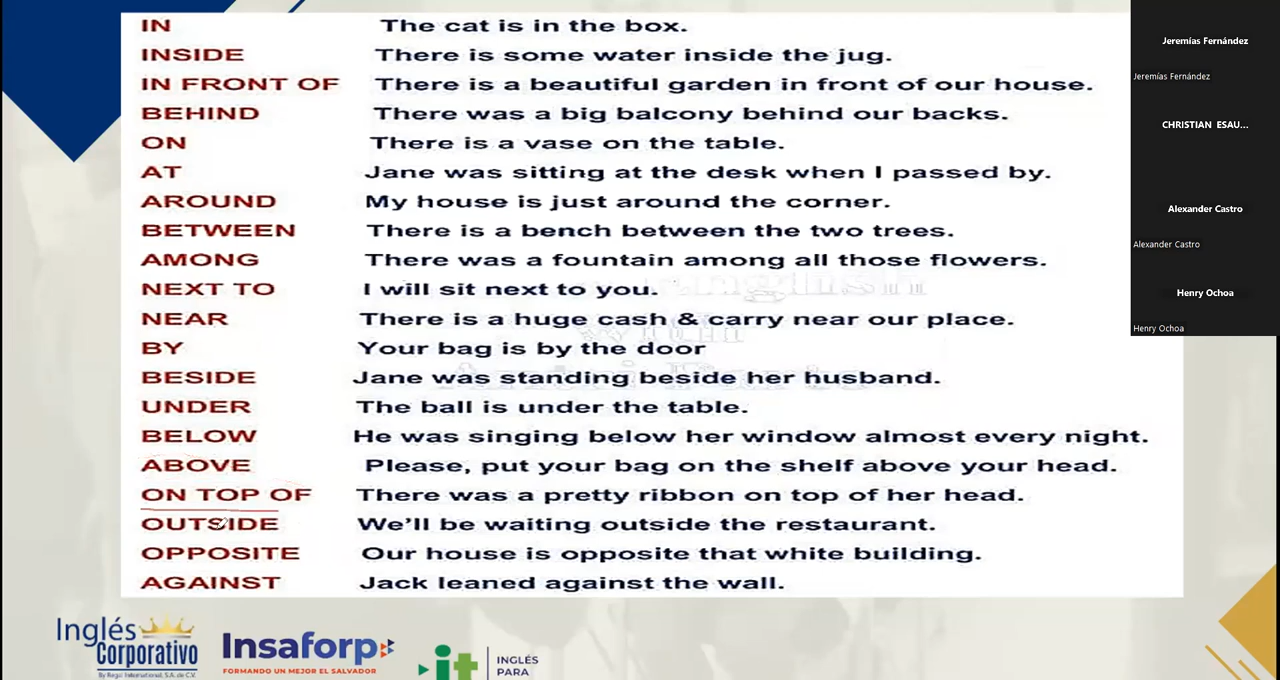 IN The cat is in the box.
INSIDE There is some water inside the jug.
IN FRONT OF There is a beautiful garden in front of our house.
BEHIND There was a big balcony behind our backs.
ON There is a vase on the table.
AT Jane was sitting at the desk when I passed by.
AROUND My house is just around the corner.
BETWEEN There is a bench between the two trees.
AMONG There was a fountain among all those flowers.
NEXT TO I will sit next to you.
NEAR There is a huge cash & carry near our place.
BY Your bag is by the door
BESIDE Jane was standing beside her husband.
UNDER The ball is under the table.
BELOW He was singing below her window almost every night.
ABOVE Please, put your bag on the shelf above your head.
ON TOP OF There was a pretty ribbon on top of her head.
OUTSIDE We'll be waiting outside the restaurant.
OPPOSITE Our house is opposite that white building.
AGAINST Jack leaned against the wall.
Jeremías Fernández
Jeremías Fernández
CHRISTIAN ESAU...
Alexander Castro
Alexander Castro
Henry Ochoa
Henry Ochoa
Inglés
Corporativo
By Regal International, S.A. de C.V.
Insaforp
FORMANDO UN MEJOR EL SALVADOR
it
INGLÉS
PARA